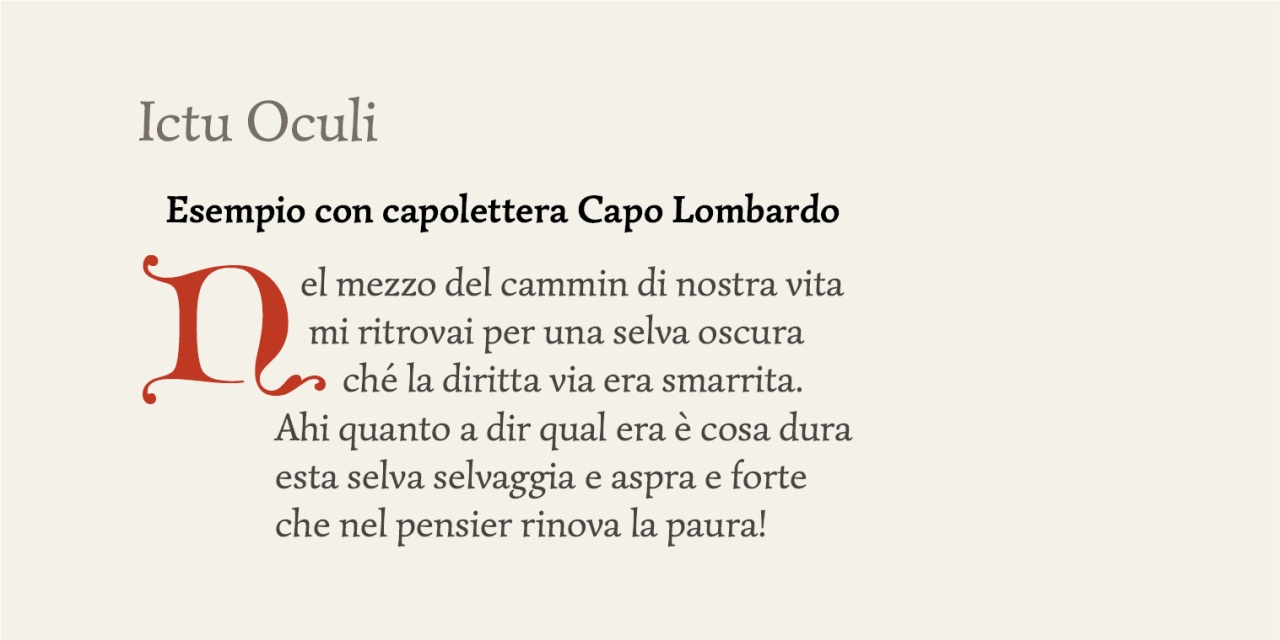 Ictu Oculi
Esempio con capolettera Capo Lombardo
Nel mezzo del cammin di nostra vita
mi ritrovai per una selva oscura
ché la diritta via era smarrita.
Ahi quanto a dir qual era è cosa dura
esta selva selvaggia e aspra e forte
che nel pensier rinova la paura!